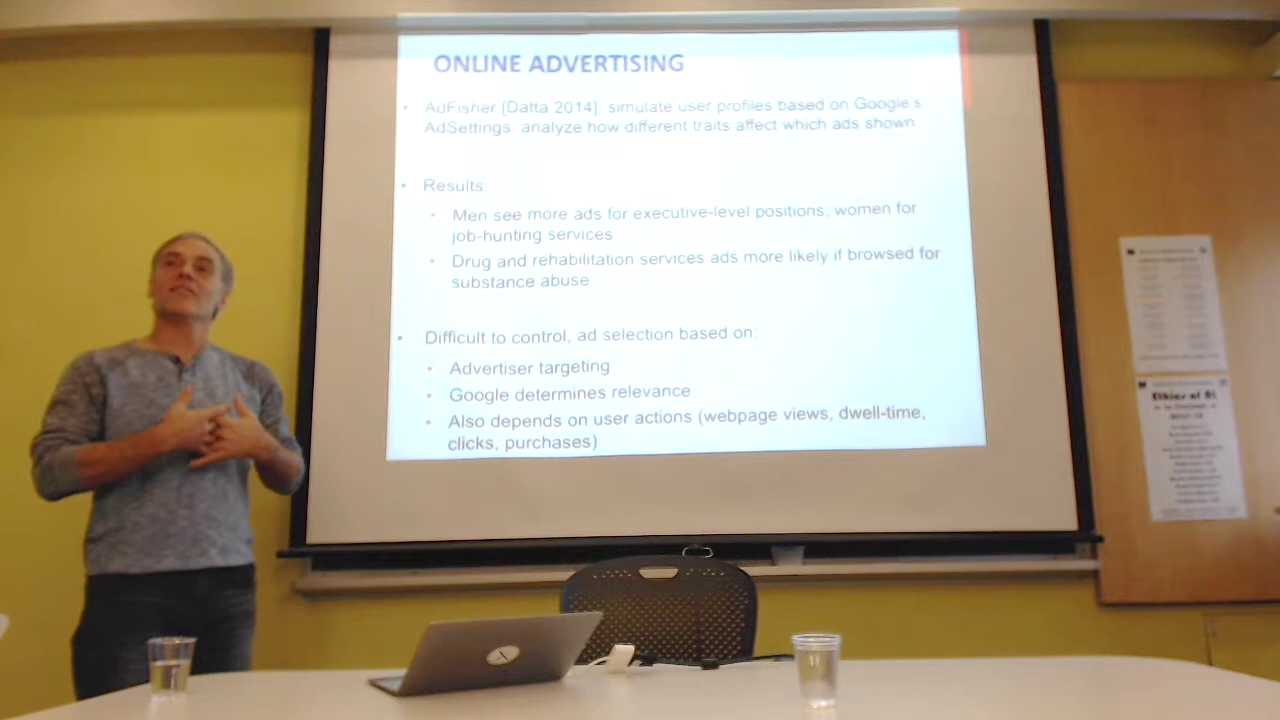 ONLINE ADVERTISING
• AdFisher [Datta 2014]: simulate user profiles based on Google's
AdSettings: analyze how different traits affect which ads shown
• Results:
• Men see more ads for executive-level positions; women for
job-hunting services
• Drug and rehabilitation services ads more likely if browsed for
substance abuse
• Difficult to control, ad selection based on:
• Advertiser targeting
• Google determines relevance
• Also depends on user actions (webpage views, dwell-time,
clicks, purchases)
Ethics of AI